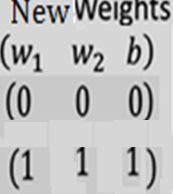 New Weights
(w₁ w₂ b)
(0 0 0)
(1 1 1)